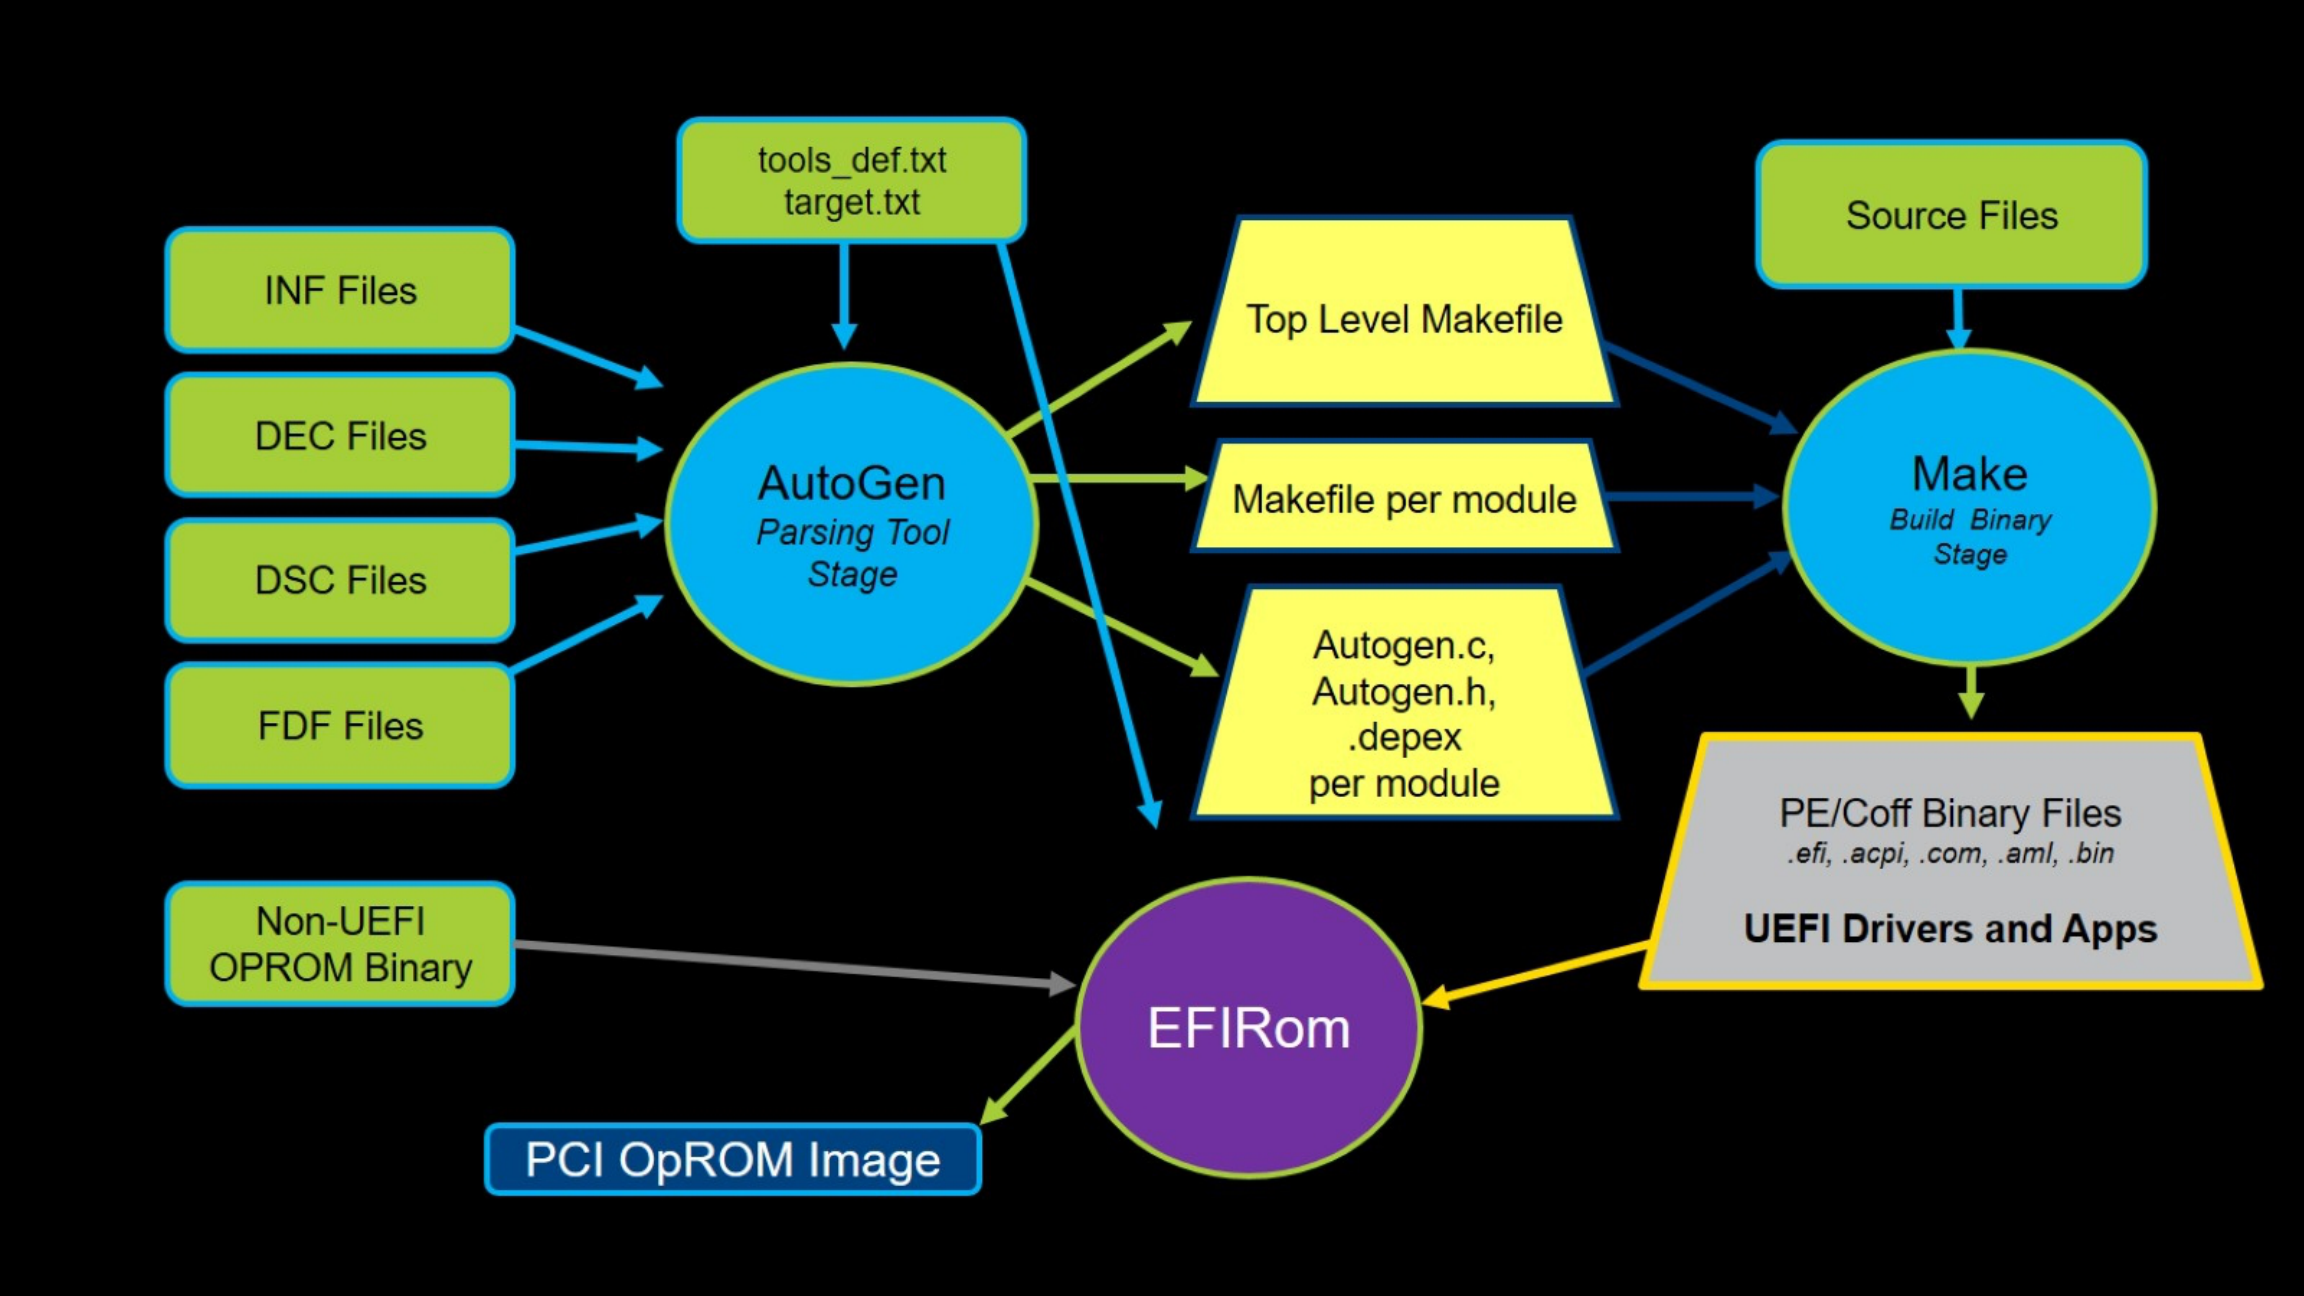 tools_def.txt
target.txt
Source Files
INF Files
DEC Files
DSC Files
FDF Files
AutoGen
Parsing Tool
Stage
Top Level Makefile
Makefile per module
Autogen.c,
Autogen.h,
.depex
per module
Make
Build Binary
Stage
PE/Coff Binary Files
.efi, .acpi, .com, .aml, .bin
UEFI Drivers and Apps
Non-UEFI
OPROM Binary
EFIRom
PCI OpROM Image